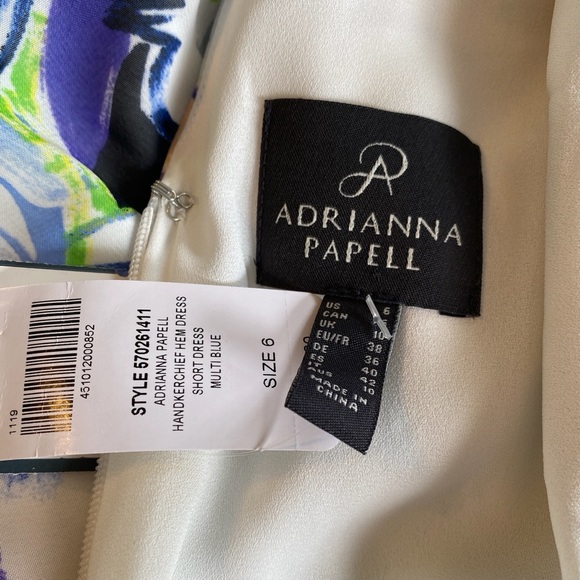 ADRIANNA
PAPELL
US 6
CAN
UK 10
EU/FR 38
DE 36
ES 40
IT 42
AUS 10
MADE IN
CHINA
STYLE 570261411
ADRIANNA PAPELL
HANDKERCHIEF HEM DRESS
SHORT DRESS
MULTI BLUE
SIZE 6
451012000852
1119